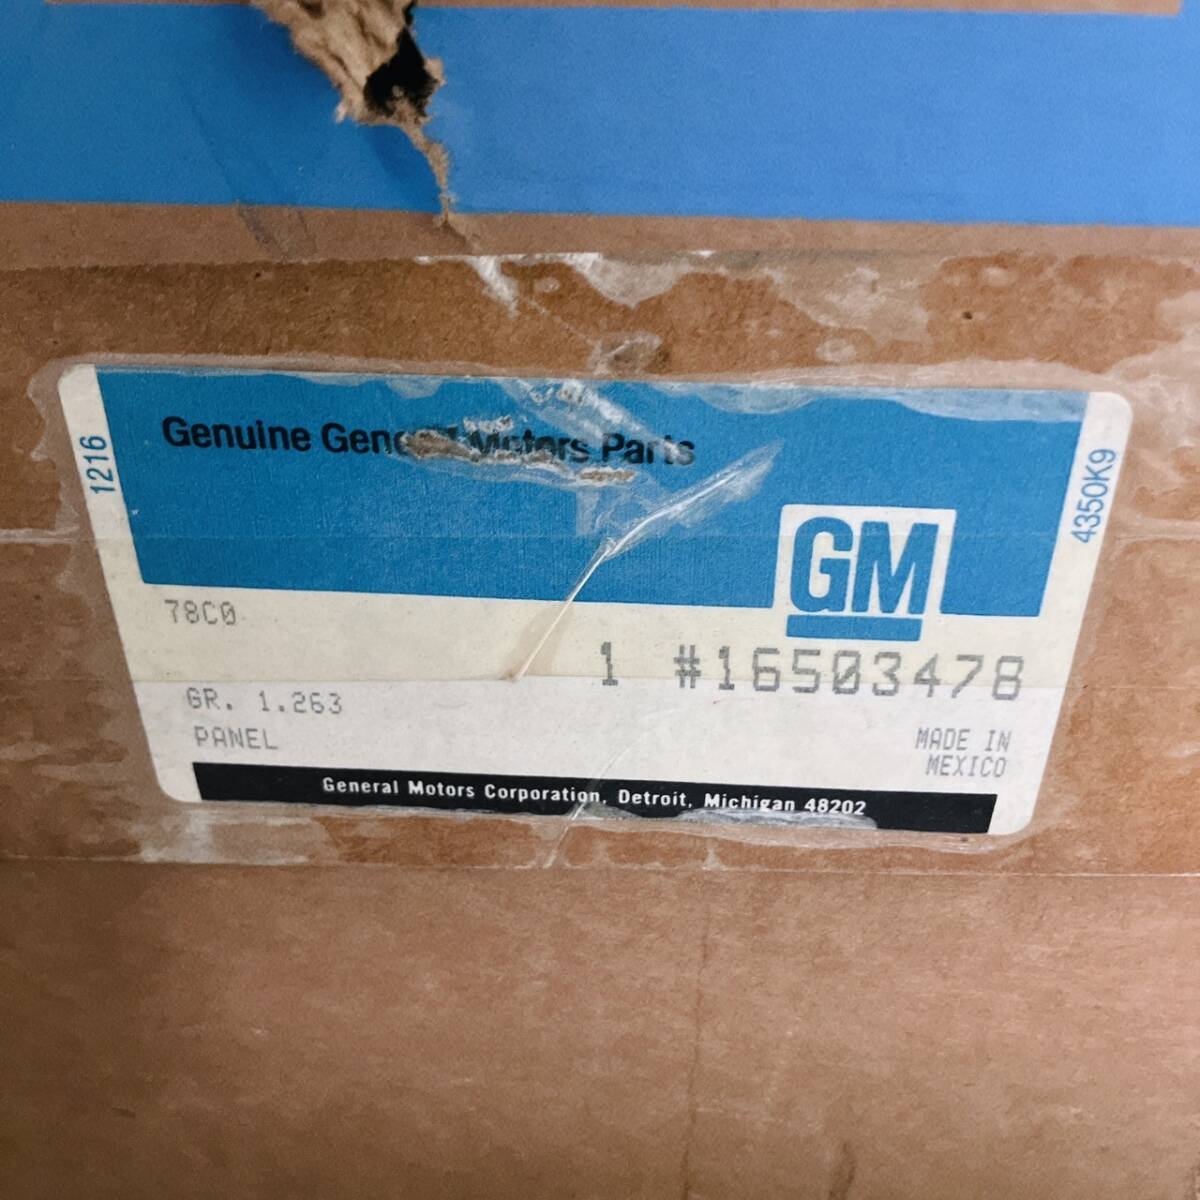 Genuine General Motors Parts
1216
4350K9
GM
78C0
1 #16503478
GR. 1.263
PANEL
MADE IN
MEXICO
General Motors Corporation, Detroit, Michigan 48202